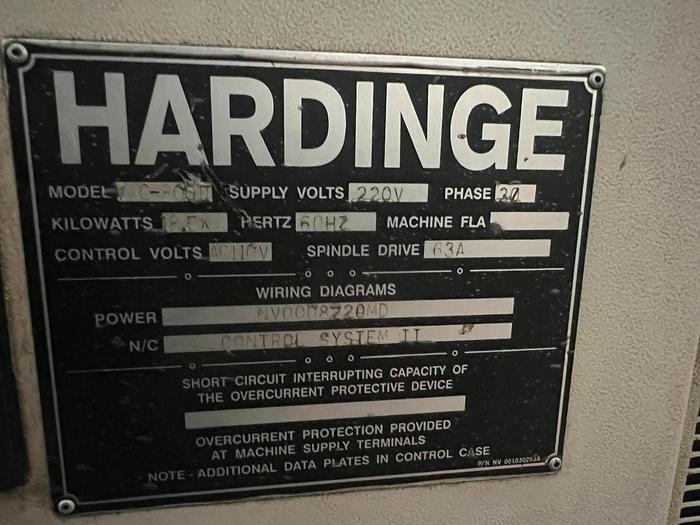 HARDINGE
MODEL SUPPLY VOLTS 220V PHASE
KILOWATTS HERTZ 60HZ MACHINE FLA
CONTROL VOLTS AC110V SPINDLE DRIVE 63A
WIRING DIAGRAMS
POWER
N/C CONTROL SYSTEM II
SHORT CIRCUIT INTERRUPTING CAPACITY OF
THE OVERCURRENT PROTECTIVE DEVICE
OVERCURRENT PROTECTION PROVIDED
AT MACHINE SUPPLY TERMINALS
NOTE - ADDITIONAL DATA PLATES IN CONTROL CASE
P/N NV